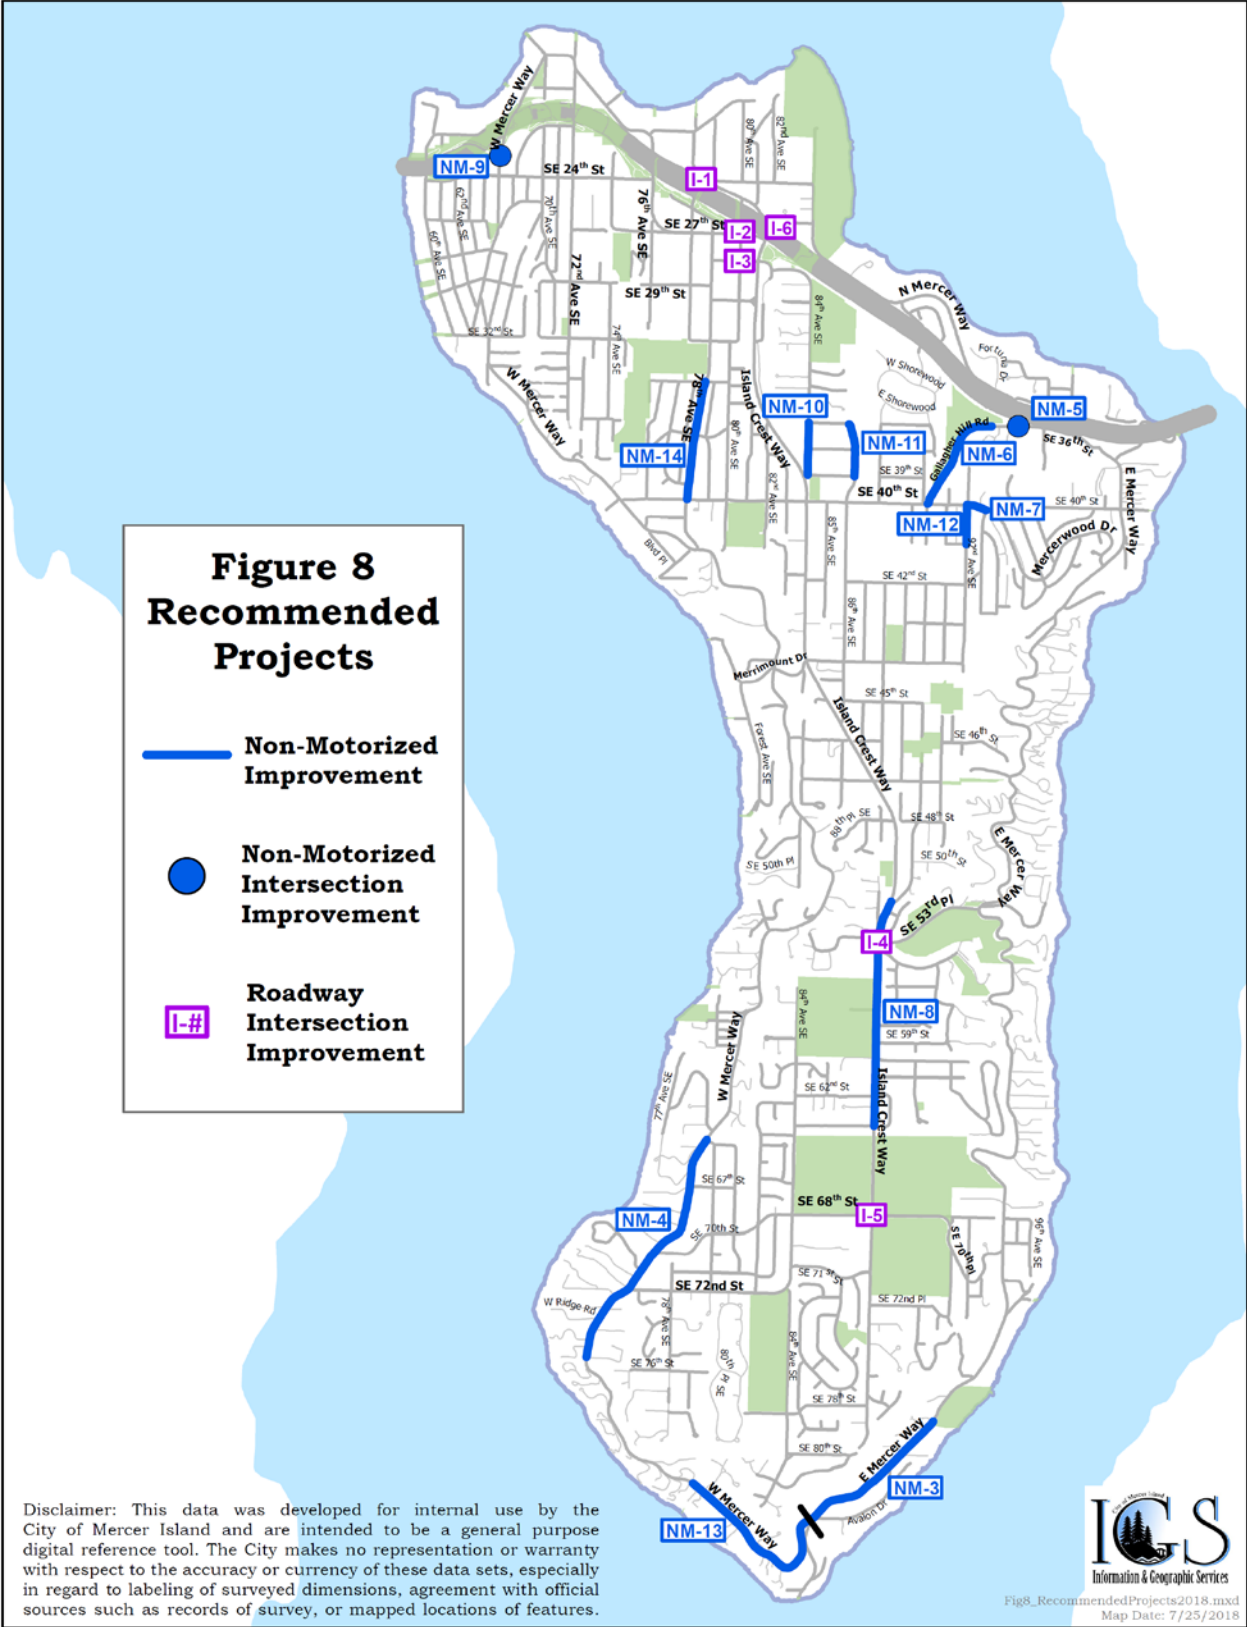 W Mercer Way
80th Ave SE
82nd Ave SE
NM-9
SE 24th St
I-1
62nd Ave SE
70th Ave SE
76th Ave SE
SE 27th St
I-2
I-6
60th Ave SE
I-3
72nd Ave SE
SE 29th St
N Mercer Way
84th Ave SE
SE 32nd St
74th Ave SE
Fortuna Dr
W Shorewood
W Mercer Way
78th Ave SE
Island Crest Way
E Shorewood
NM-10
NM-5
Gallagher Hill Rd
SE 36th St
80th Ave SE
NM-11
NM-14
NM-6
SE 39th St
82nd Ave SE
SE 40th St
SE 40th St
E Mercer Way
NM-7
NM-12
85th Ave SE
Mercerwood Dr
Blvd Pl
92nd Ave SE
SE 42nd St
86th Ave SE
Figure 8
Recommended
Projects
Merrimount Dr
SE 45th St
Island Crest Way
Non-Motorized
Improvement
Forest Ave SE
SE 46th St
88th Pl SE
SE 48th St
Non-Motorized
Intersection
Improvement
SE 50th Pl
SE 50th St
E Mercer Way
SE 53rd Pl
I-4
I-#
Roadway
Intersection
Improvement
84th Ave SE
NM-8
SE 59th St
W Mercer Way
77th Ave SE
SE 62nd St
Island Crest Way
SE 67th St
SE 68th St
NM-4
I-5
SE 70th St
SE 70th Pl
96th Ave SE
SE 71st St
SE 72nd St
SE 72nd Pl
W Ridge Rd
78th Ave SE
84th Ave SE
SE 76th St
80th Pl SE
SE 78th St
SE 80th St
E Mercer Way
NM-3
W Mercer Way
Avalon Dr
NM-13
Disclaimer: This data was developed for internal use by the
City of Mercer Island and are intended to be a general purpose
digital reference tool. The City makes no representation or warranty
with respect to the accuracy or currency of these data sets, especially
in regard to labeling of surveyed dimensions, agreement with official
sources such as records of survey, or mapped locations of features.
City of Mercer Island
IGS
Information & Geographic Services
Fig8_RecommendedProjects2018.mxd
Map Date: 7/25/2018